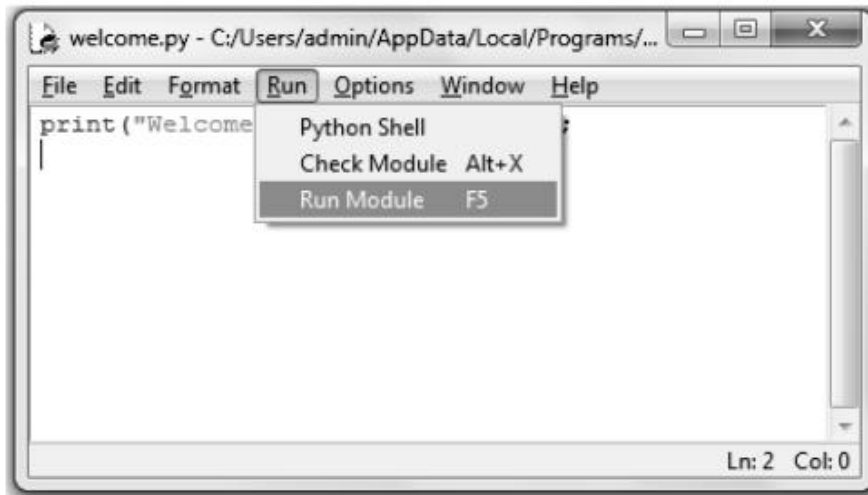 welcome.py - C:/Users/admin/AppData/Local/Programs/...
File Edit Format Run Options Window Help
print("Welcome
Python Shell
Check Module Alt+X
Run Module F5
Ln: 2 Col: 0